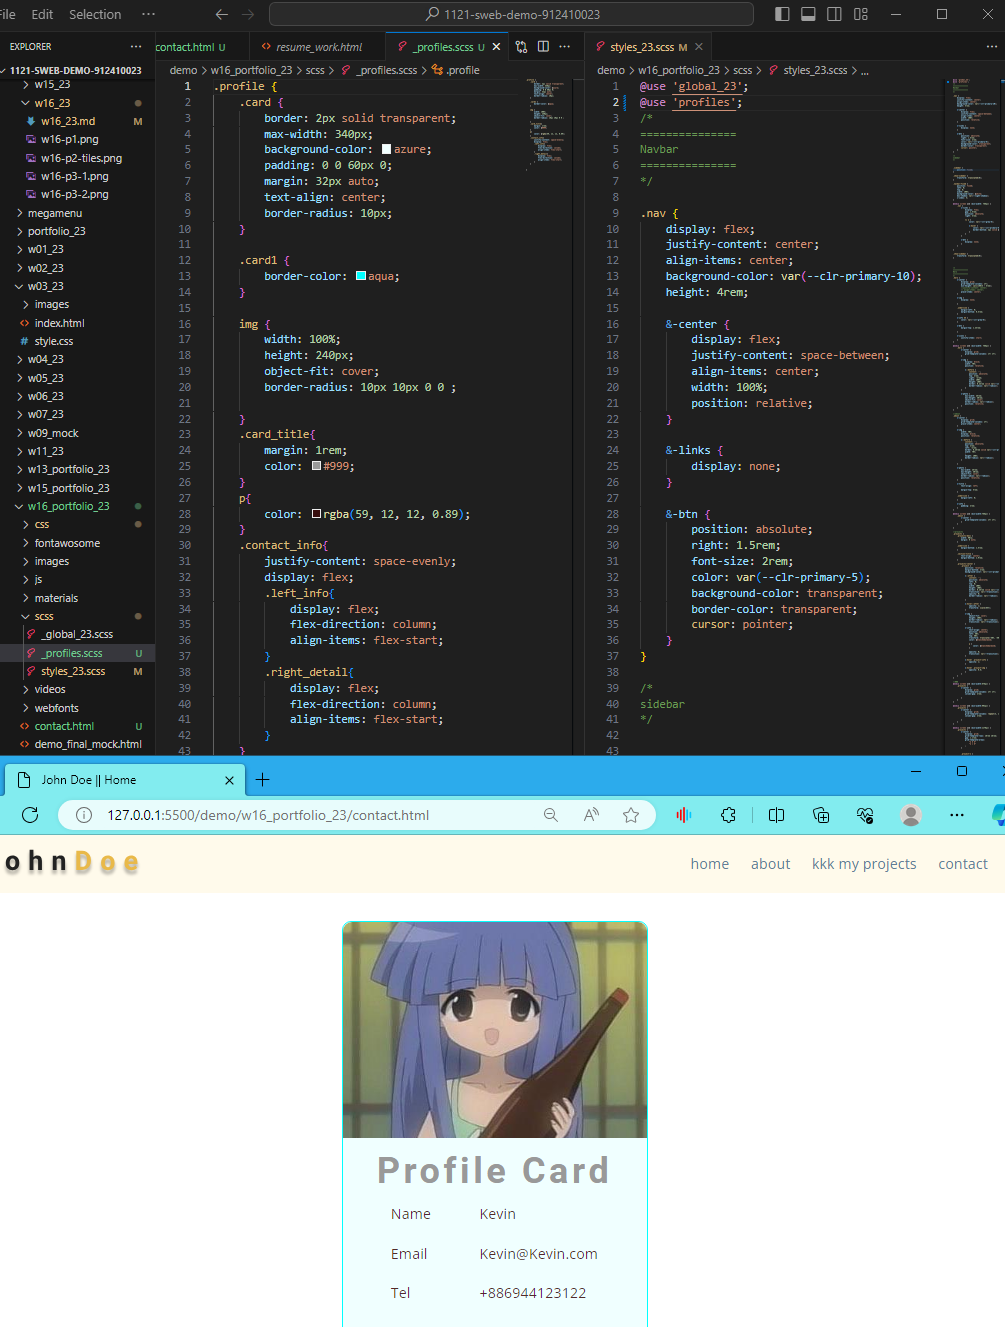 File Edit Selection ··· 1121-sweb-demo-912410023
EXPLORER ···
1121-SWEB-DEMO-912410023
w15_23
w16_23
w16_23.md M
w16-p1.png
w16-p2-tiles.png
w16-p3-1.png
w16-p3-2.png
megamenu
portfolio_23
w01_23
w02_23
w03_23
images
index.html
style.css
w04_23
w05_23
w06_23
w07_23
w09_mock
w11_23
w13_portfolio_23
w15_portfolio_23
w16_portfolio_23
css
fontawosome
images
js
materials
scss
_global_23.scss
_profiles.scss U
styles_23.scss M
videos
webfonts
contact.html U
demo_final_mock.html
contact.html U resume_work.html _profiles.scss U
demo > w16_portfolio_23 > scss > _profiles.scss > .profile
1 .profile {
2 .card {
3 border: 2px solid transparent;
4 max-width: 340px;
5 background-color: azure;
6 padding: 0 0 60px 0;
7 margin: 32px auto;
8 text-align: center;
9 border-radius: 10px;
10 }
11
12 .card1 {
13 border-color: aqua;
14 }
15
16 img {
17 width: 100%;
18 height: 240px;
19 object-fit: cover;
20 border-radius: 10px 10px 0 0 ;
21
22 }
23 .card_title{
24 margin: 1rem;
25 color: #999;
26 }
27 p{
28 color: rgba(59, 12, 12, 0.89);
29 }
30 .contact_info{
31 justify-content: space-evenly;
32 display: flex;
33 .left_info{
34 display: flex;
35 flex-direction: column;
36 align-items: flex-start;
37 }
38 .right_detail{
39 display: flex;
40 flex-direction: column;
41 align-items: flex-start;
42 }
43 }
styles_23.scss M
demo > w16_portfolio_23 > scss > styles_23.scss > ...
1 @use 'global_23';
2 @use 'profiles';
3 /*
4 ===============
5 Navbar
6 ===============
7 */
8
9 .nav {
10 display: flex;
11 justify-content: center;
12 align-items: center;
13 background-color: var(--clr-primary-10);
14 height: 4rem;
15
16 &-center {
17 display: flex;
18 justify-content: space-between;
19 align-items: center;
20 width: 100%;
21 position: relative;
22 }
23
24 &-links {
25 display: none;
26 }
27
28 &-btn {
29 position: absolute;
30 right: 1.5rem;
31 font-size: 2rem;
32 color: var(--clr-primary-5);
33 background-color: transparent;
34 border-color: transparent;
35 cursor: pointer;
36 }
37 }
38
39 /*
40 sidebar
41 */
42
43
John Doe || Home
127.0.0.1:5500/demo/w16_portfolio_23/contact.html
ohnDoe home about kkk my projects contact
Profile Card
Name Kevin
Email Kevin@Kevin.com
Tel +886944123122